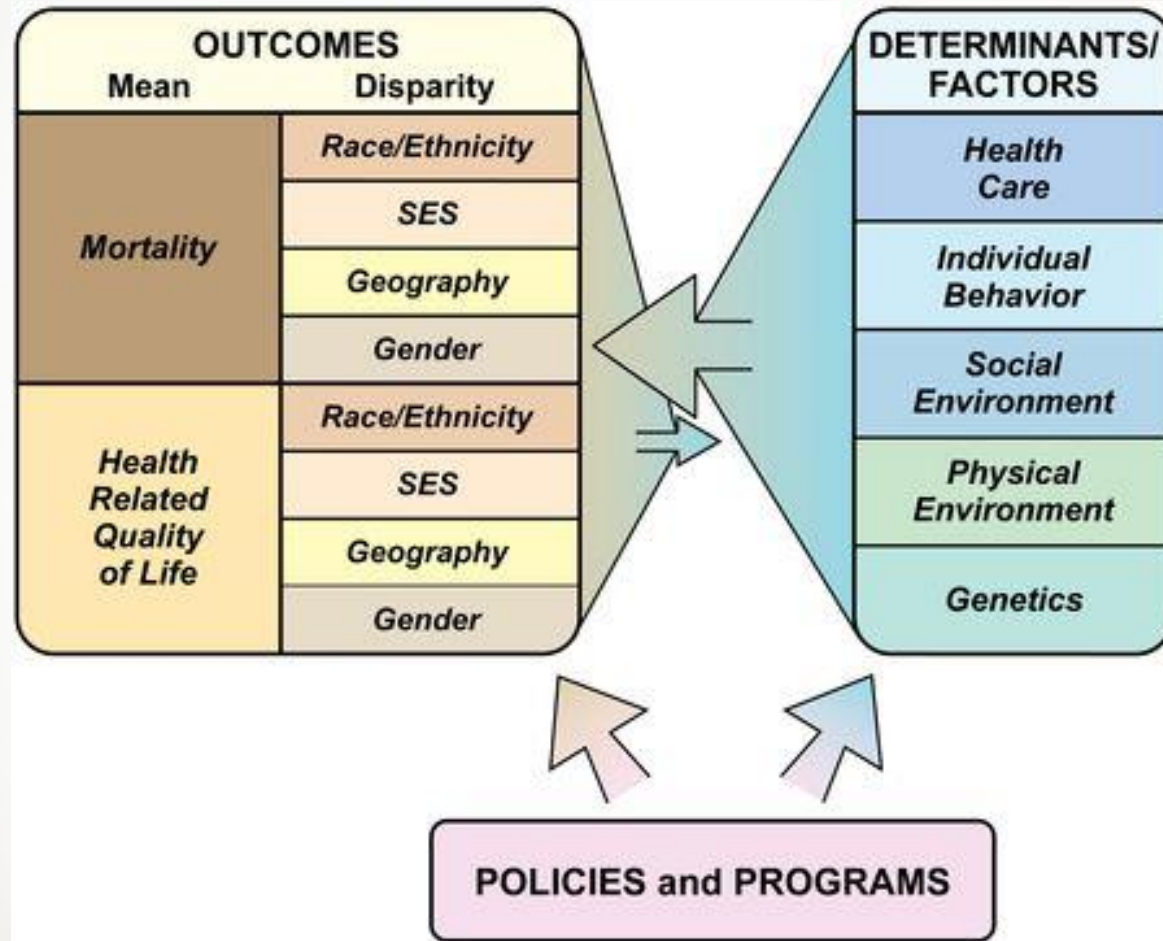 OUTCOMES
Mean Disparity
Mortality
Race/Ethnicity
SES
Geography
Gender
Health
Related
Quality
of Life
Race/Ethnicity
SES
Geography
Gender
DETERMINANTS/
FACTORS
Health
Care
Individual
Behavior
Social
Environment
Physical
Environment
Genetics
POLICIES and PROGRAMS